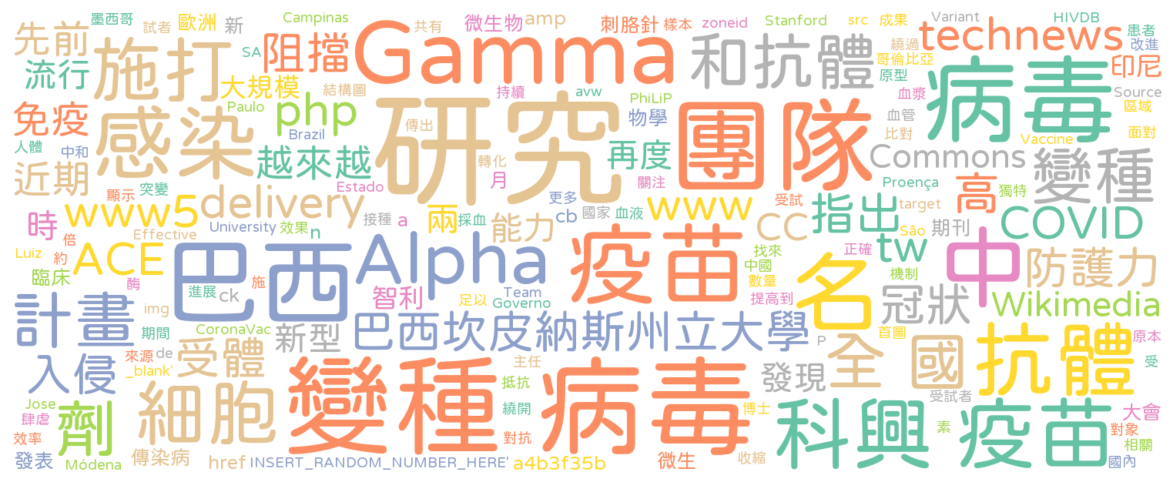 墨西哥
試者
歐洲
新
Campinas
共有
微生物
amp
刺胳針
樣本
zoneid
Stanford
src
成果
Variant
HIVDB
患者
先前
施打
SA
阻擋
Gamma
和抗體
繞過
哥倫比亞
technews
改進
流行
大規模
結構圖
持續
avw
PhiLiP
原型
病毒
印尼
免疫
感染
Paulo
php
傳出
研究
物學
團隊
血漿
血管
比對
Source
區域
人體
中和
Brazil
越來越
轉化
再度
Commons
Vaccine
面對
變種
近期
顯示
突變
Estado
月
關注
更多
受試
Proença
高
獨特
時
www5
delivery
兩
採血
能力
cb
國家
血液
www
CC
指出
target
São
期刊
COVID
倍
Effective
University
效果
n
接種
a
tw
Luiz
約
ACE
巴西
Alpha
疫苗
找來
中國
名
正確
機制
中
防護力
臨床
酶
進展
施
智利
足以
Team
Governo
數量
提高到
冠狀
Wikimedia
計畫
img
ck
期間
CoronaVac
新型
巴西坎皮納斯州立大學
P
首圖
原本
入侵
來源
de
_blank'
受體
主任
發現
全
國
抗體
受
Jose
劑
細胞
變種病毒
抵抗
繞開
對抗
博士
科興
受試者
疫苗
大會
肆虐
效率
對象
素
相關
發表
Módena
傳染病
href
INSERT_RANDOM_NUMBER_HERE'
a4b3f35b
微生
收縮
國內